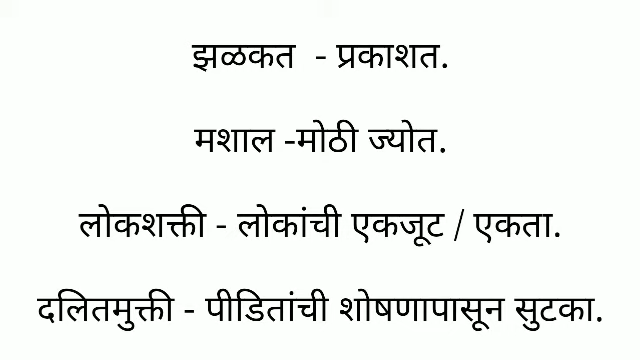 झळकत - प्रकाशत.
मशाल -मोठी ज्योत.
लोकशक्ती - लोकांची एकजूट / एकता.
दलितमुक्ती - पीडितांची शोषणापासून सुटका.